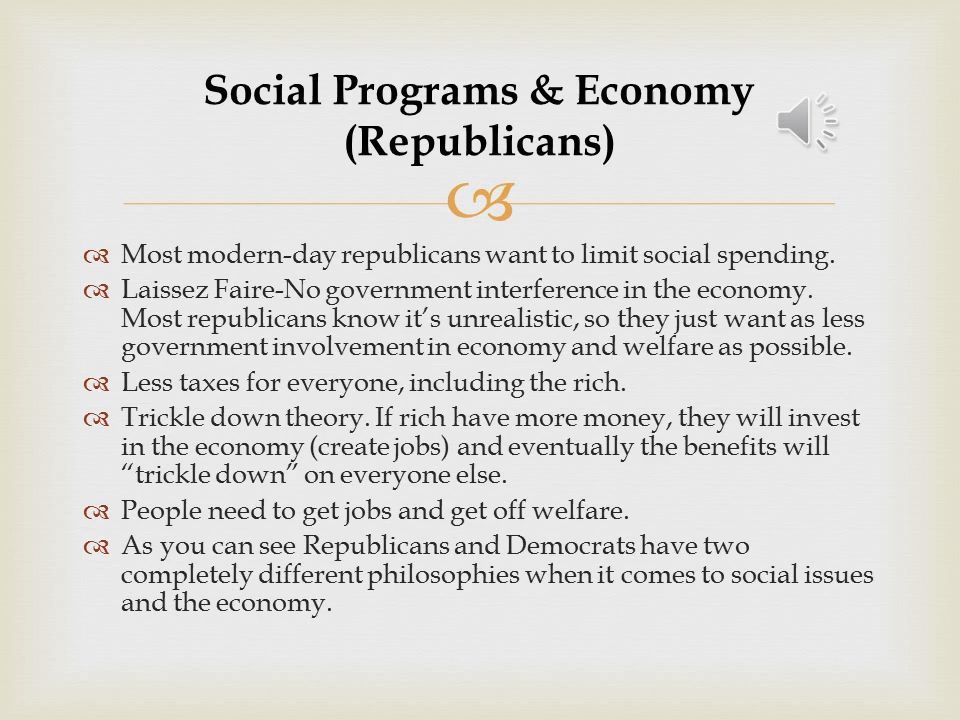 Social Programs & Economy
(Republicans)
Most modern-day republicans want to limit social spending.
Laissez Faire-No government interference in the economy.
Most republicans know it’s unrealistic, so they just want as less
government involvement in economy and welfare as possible.
Less taxes for everyone, including the rich.
Trickle down theory. If rich have more money, they will invest
in the economy (create jobs) and eventually the benefits will
“trickle down” on everyone else.
People need to get jobs and get off welfare.
As you can see Republicans and Democrats have two
completely different philosophies when it comes to social issues
and the economy.